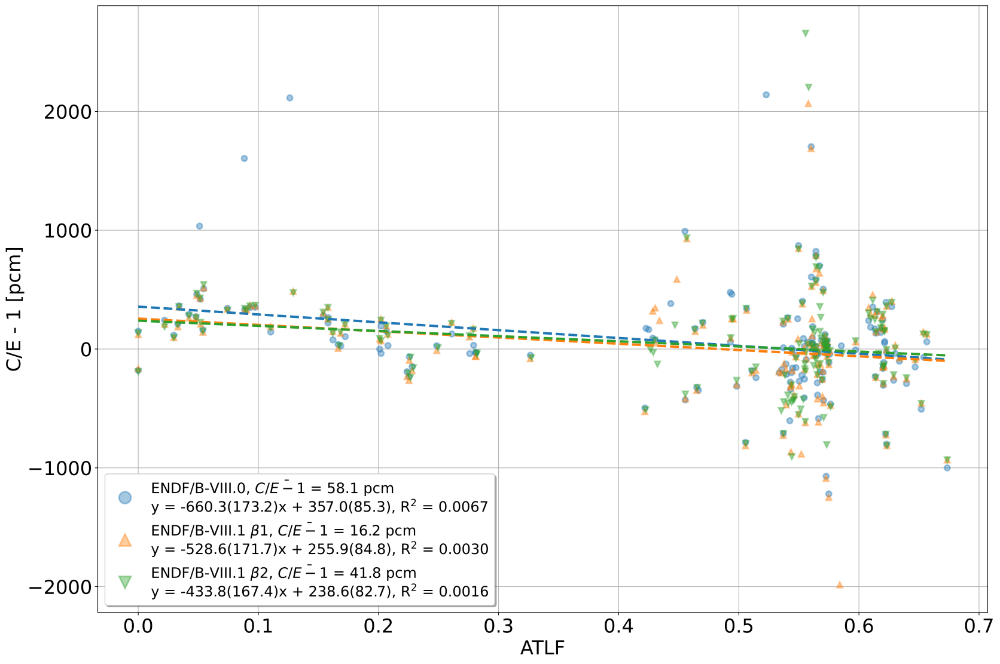 C/E - 1 [pcm]
2000
1000
0
−1000
−2000
ENDF/B-VIII.0, C/E ̄− 1 = 58.1 pcm
y = -660.3(173.2)x + 357.0(85.3), R² = 0.0067
ENDF/B-VIII.1 β1, C/E ̄− 1 = 16.2 pcm
y = -528.6(171.7)x + 255.9(84.8), R² = 0.0030
ENDF/B-VIII.1 β2, C/E ̄− 1 = 41.8 pcm
y = -433.8(167.4)x + 238.6(82.7), R² = 0.0016
0.0 0.1 0.2 0.3 0.4 0.5 0.6 0.7
ATLF